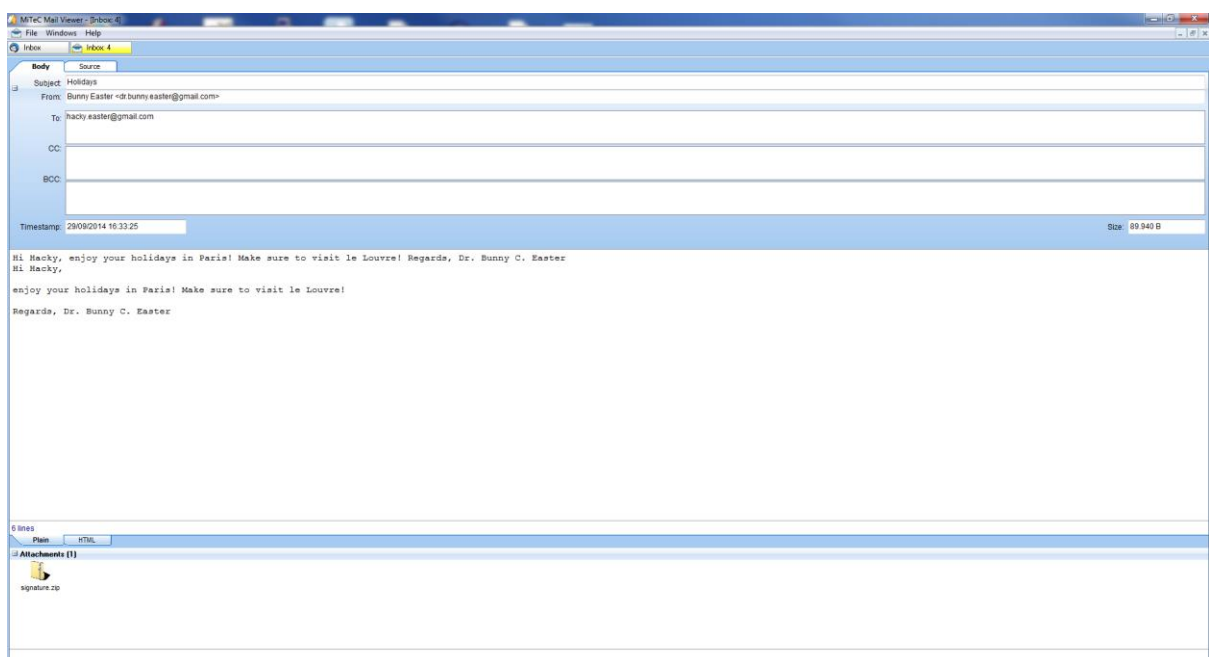 MiTeC Mail Viewer - [Inbox: 4]
File Windows Help
Inbox Inbox: 4
Body Source
Subject: Holidays
From: Bunny Easter <dr.bunny.easter@gmail.com>
To: hacky.easter@gmail.com
CC:
BCC:
Timestamp: 29/09/2014 16:33:25 Size: 89.940 B
Hi Hacky, enjoy your holidays in Paris! Make sure to visit le Louvre! Regards, Dr. Bunny C. Easter
Hi Hacky,
enjoy your holidays in Paris! Make sure to visit le Louvre!
Regards, Dr. Bunny C. Easter
6 lines
Plain HTML
Attachments (1)
signature.zip